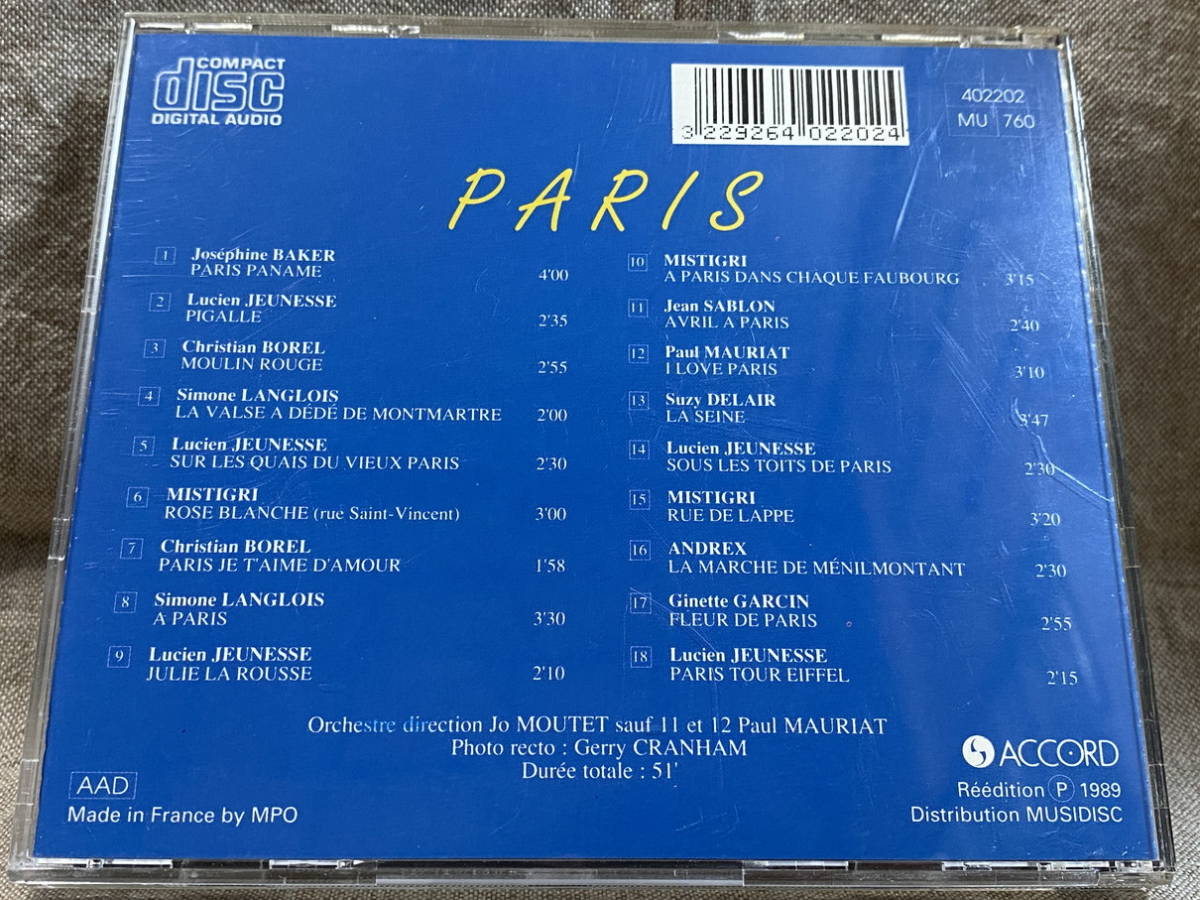 COMPACT
disc
DIGITAL AUDIO
3 229264 022024
402202
MU 760
PARIS
1 Joséphine BAKER
PARIS PANAME 4'00
2 Lucien JEUNESSE
PIGALLE 2'35
3 Christian BOREL
MOULIN ROUGE 2'55
4 Simone LANGLOIS
LA VALSE A DÉDÉ DE MONTMARTRE 2'00
5 Lucien JEUNESSE
SUR LES QUAIS DU VIEUX PARIS 2'30
6 MISTIGRI
ROSE BLANCHE (rue Saint-Vincent) 3'00
7 Christian BOREL
PARIS JE T'AIME D'AMOUR 1'58
8 Simone LANGLOIS
A PARIS 3'30
9 Lucien JEUNESSE
JULIE LA ROUSSE 2'10
10 MISTIGRI
A PARIS DANS CHAQUE FAUBOURG 3'15
11 Jean SABLON
AVRIL A PARIS 2'40
12 Paul MAURIAT
I LOVE PARIS 3'10
13 Suzy DELAIR
LA SEINE 3'47
14 Lucien JEUNESSE
SOUS LES TOITS DE PARIS 2'30
15 MISTIGRI
RUE DE LAPPE 3'20
16 ANDREX
LA MARCHE DE MÉNILMONTANT 2'30
17 Ginette GARCIN
FLEUR DE PARIS 2'55
18 Lucien JEUNESSE
PARIS TOUR EIFFEL 2'15
Orchestre direction Jo MOUTET sauf 11 et 12 Paul MAURIAT
Photo recto : Gerry CRANHAM
Durée totale : 51'
AAD
Made in France by MPO
ACCORD
Réédition Ⓟ 1989
Distribution MUSIDISC